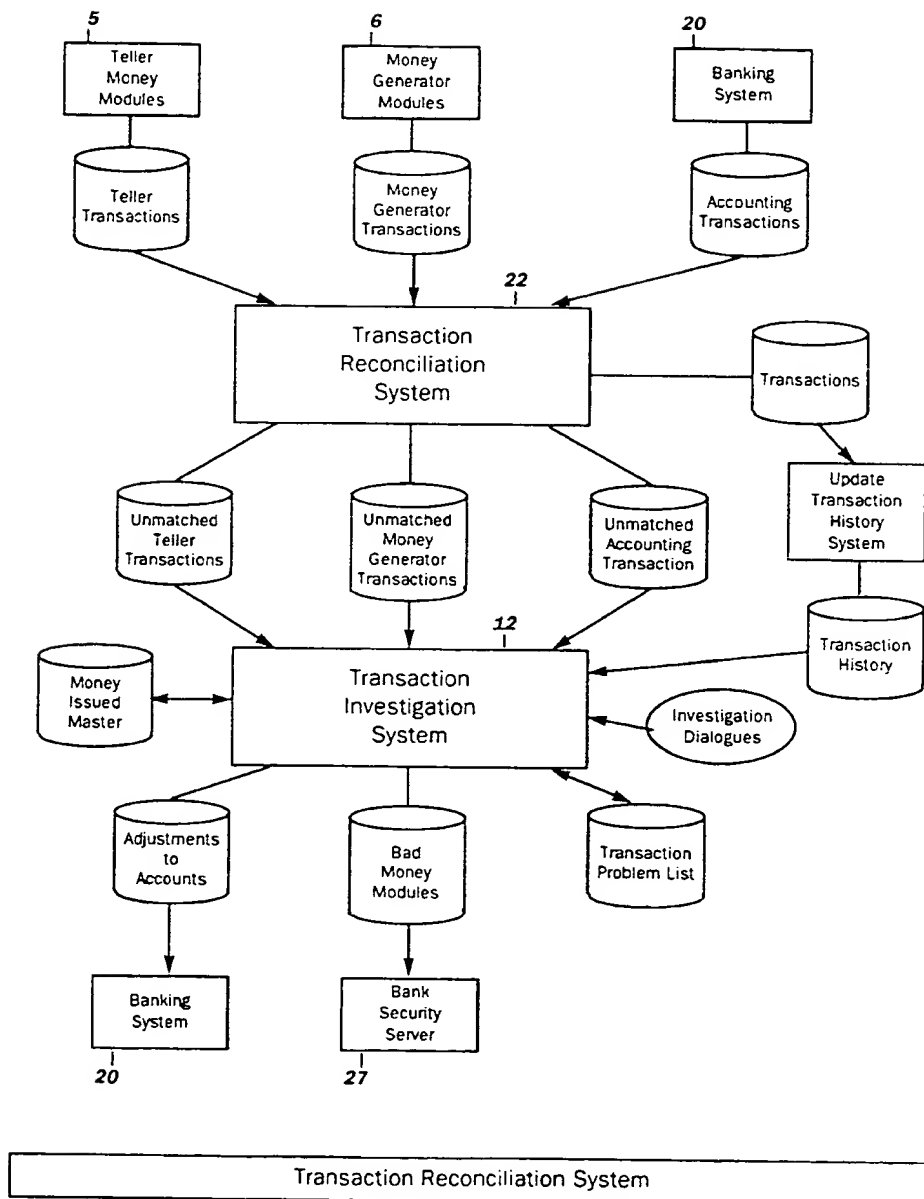 5
6
20
Teller
Money
Modules
Money
Generator
Modules
Banking
System
Teller
Transactions
Money
Generator
Transactions
Accounting
Transactions
22
Transaction
Reconciliation
System
Transactions
Unmatched
Teller
Transactions
Unmatched
Money
Generator
Transactions
Unmatched
Accounting
Transaction
Update
Transaction
History
System
12
Transaction
History
Money
Issued
Master
Transaction
Investigation
System
Investigation
Dialogues
Adjustments
to
Accounts
Bad
Money
Modules
Transaction
Problem List
Banking
System
Bank
Security
Server
20
27
Transaction Reconciliation System